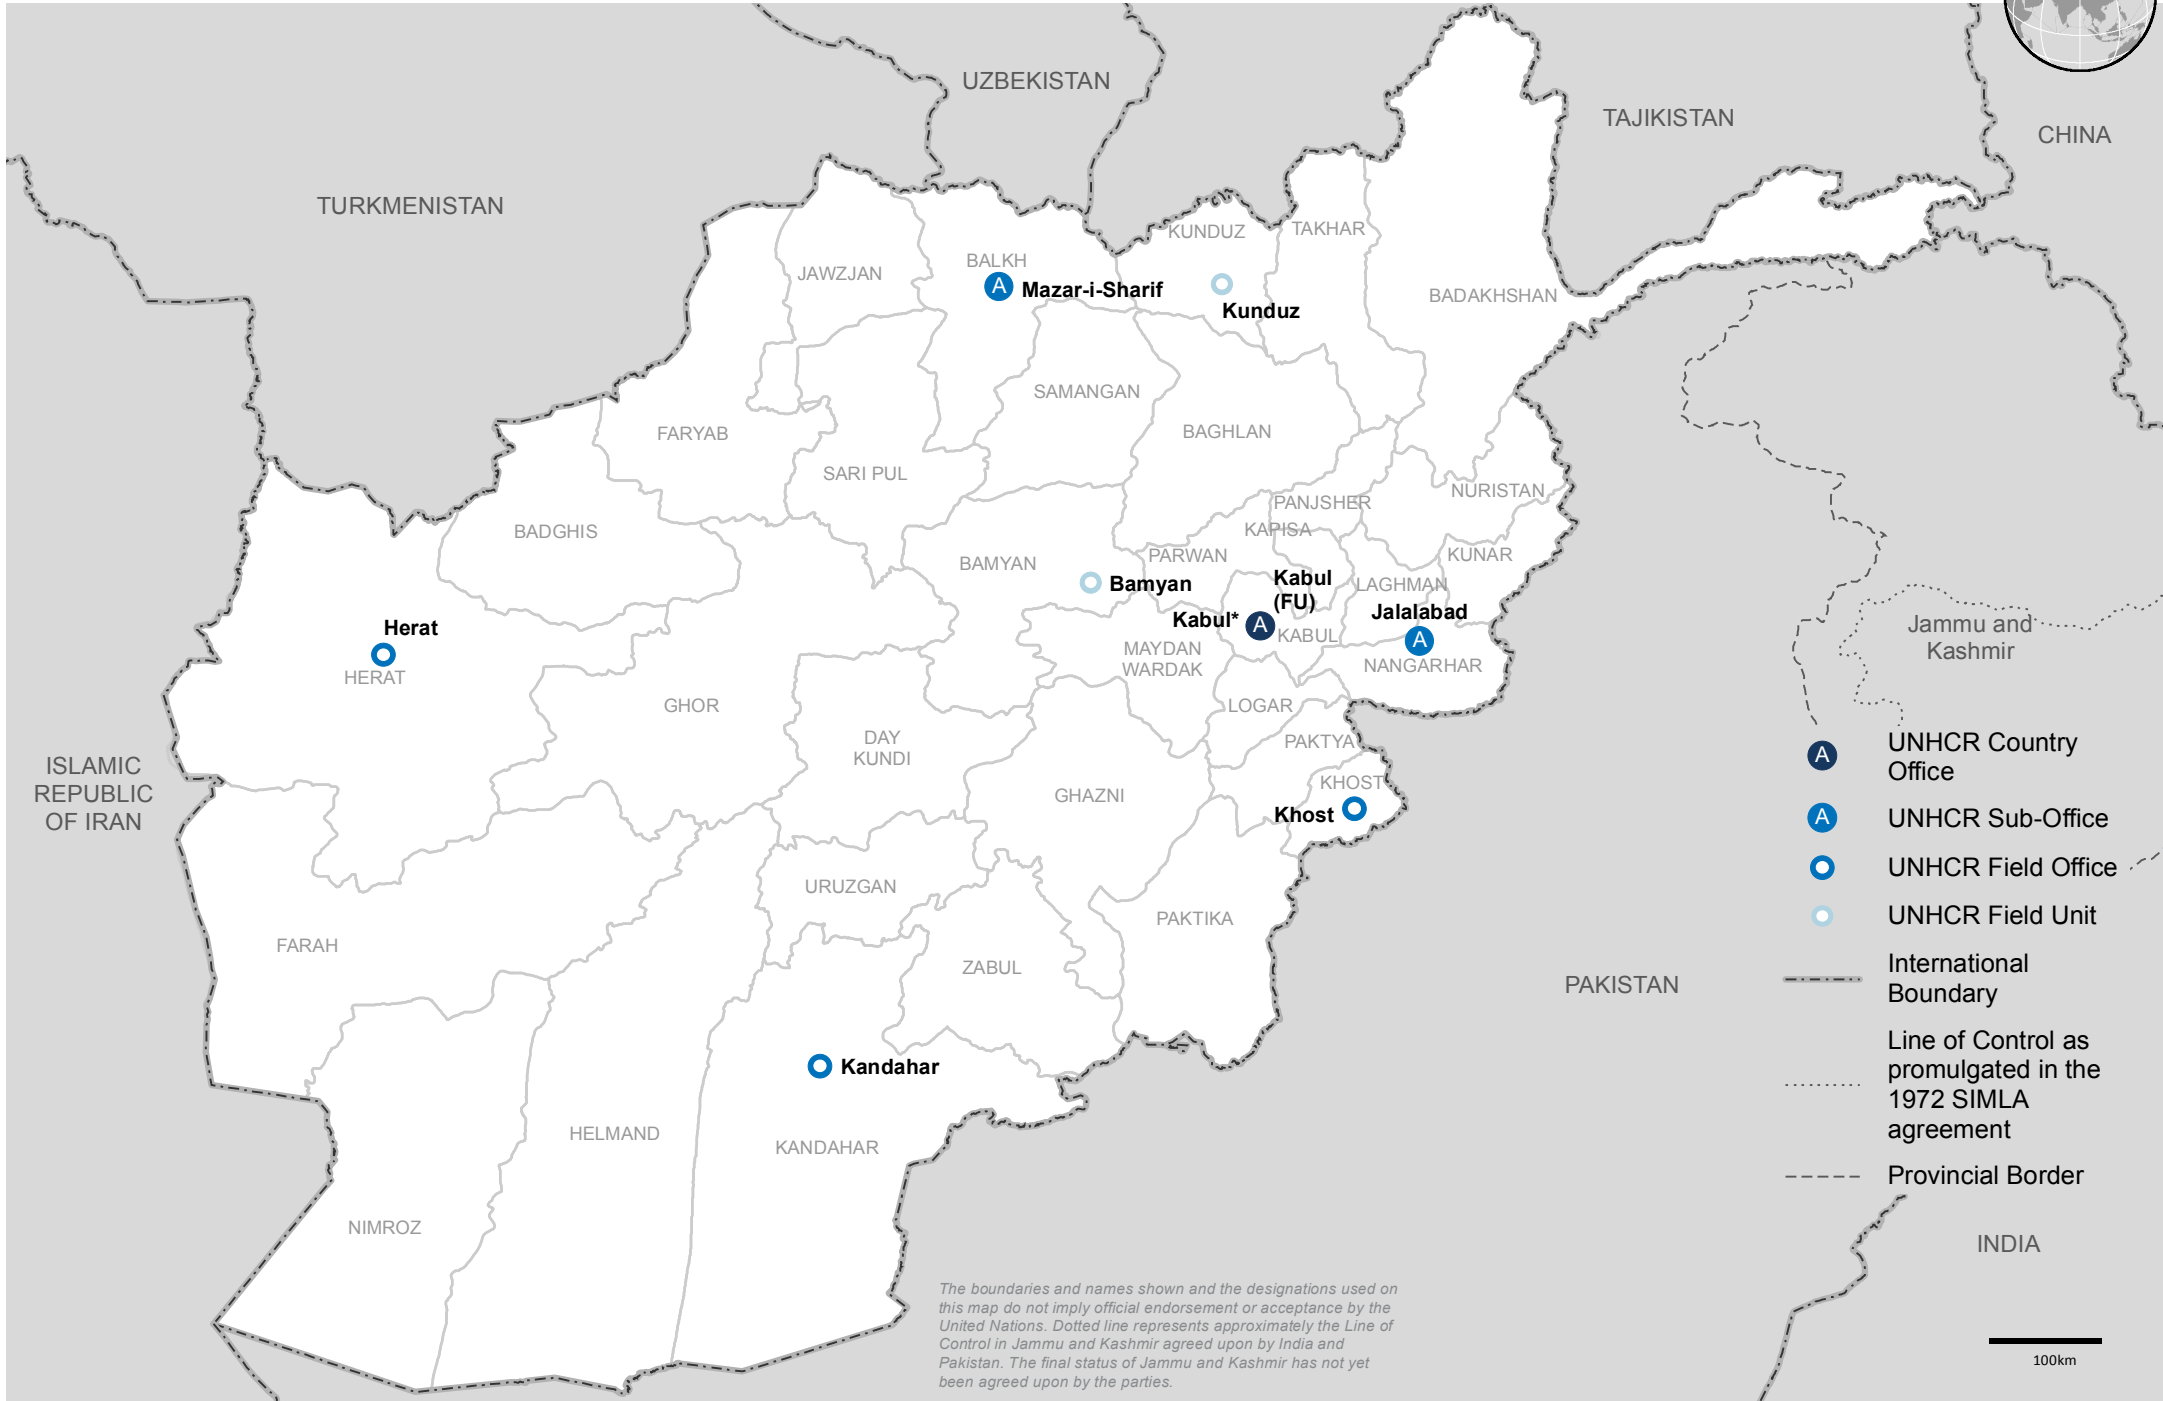 UZBEKISTAN
TAJIKISTAN
CHINA
TURKMENISTAN
KUNDUZ
TAKHAR
BALKH
JAWZJAN
A
Mazar-i-Sharif
Kunduz
BADAKHSHAN
SAMANGAN
FARYAB
BAGHLAN
SARI PUL
NURISTAN
PANJSHER
KAPISA
BADGHIS
PARWAN
KUNAR
BAMYAN
Bamyan
Kabul
(FU)
LAGHMAN
Jalalabad
Kabul*
A
KABUL
A
Herat
HERAT
MAYDAN
WARDAK
NANGARHAR
Jammu and
Kashmir
GHOR
LOGAR
DAY
KUNDI
PAKTYA
KHOST
Khost
GHAZNI
ISLAMIC
REPUBLIC
OF IRAN
A
UNHCR Country
Office
A
UNHCR Sub-Office
UNHCR Field Office
UNHCR Field Unit
International
Boundary
Line of Control as
promulgated in the
1972 SIMLA
agreement
Provincial Border
URUZGAN
PAKTIKA
FARAH
ZABUL
PAKISTAN
Kandahar
HELMAND
KANDAHAR
NIMROZ
INDIA
The boundaries and names shown and the designations used on
this map do not imply official endorsement or acceptance by the
United Nations. Dotted line represents approximately the Line of
Control in Jammu and Kashmir agreed upon by India and
Pakistan. The final status of Jammu and Kashmir has not yet
been agreed upon by the parties.
100km